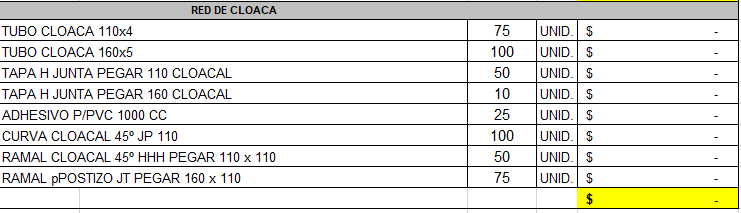 RED DE CLOACA
TUBO CLOACA 110x4 75 UNID. $ -
TUBO CLOACA 160x5 100 UNID. $ -
TAPA H JUNTA PEGAR 110 CLOACAL 50 UNID. $ -
TAPA H JUNTA PEGAR 160 CLOACAL 10 UNID. $ -
ADHESIVO P/PVC 1000 CC 25 UNID. $ -
CURVA CLOACAL 45º JP 110 100 UNID. $ -
RAMAL CLOACAL 45º HHH PEGAR 110 x 110 50 UNID. $ -
RAMAL pPOSTIZO JT PEGAR 160 x 110 75 UNID. $ -
$ -